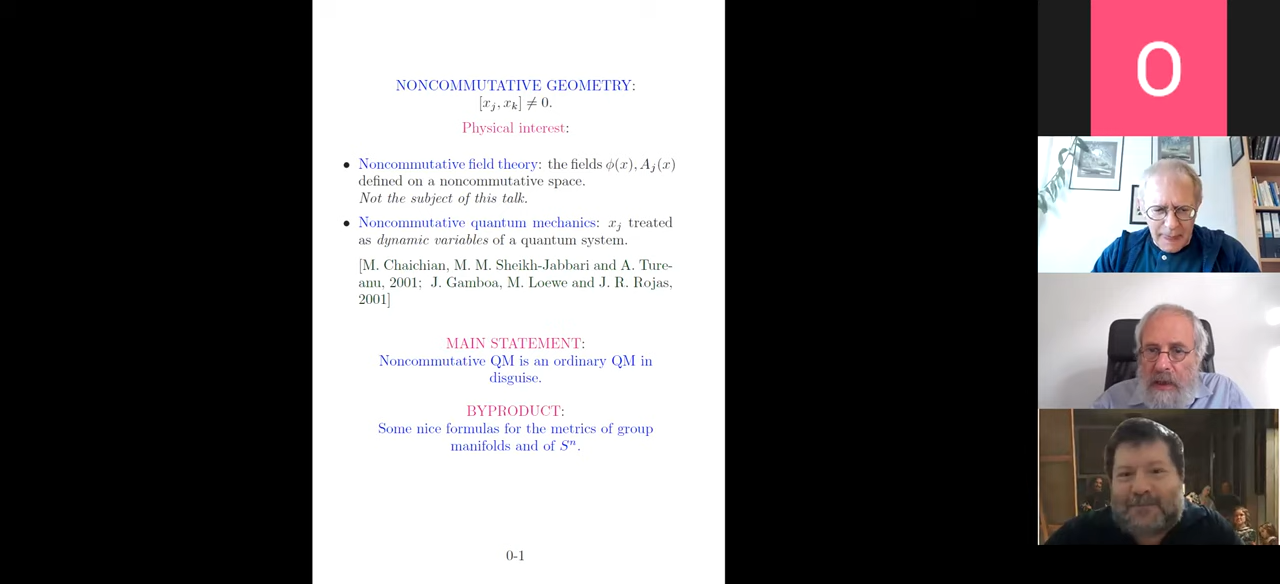 NONCOMMUTATIVE GEOMETRY:
[x_j, x_k] ≠ 0.
Physical interest:
• Noncommutative field theory: the fields ϕ(x), A_j(x)
defined on a noncommutative space.
Not the subject of this talk.
• Noncommutative quantum mechanics: x_j treated
as dynamic variables of a quantum system.
[M. Chaichian, M. M. Sheikh-Jabbari and A. Ture-
anu, 2001; J. Gamboa, M. Loewe and J. R. Rojas,
2001]
MAIN STATEMENT:
Noncommutative QM is an ordinary QM in
disguise.
BYPRODUCT:
Some nice formulas for the metrics of group
manifolds and of S^n.
0-1
O